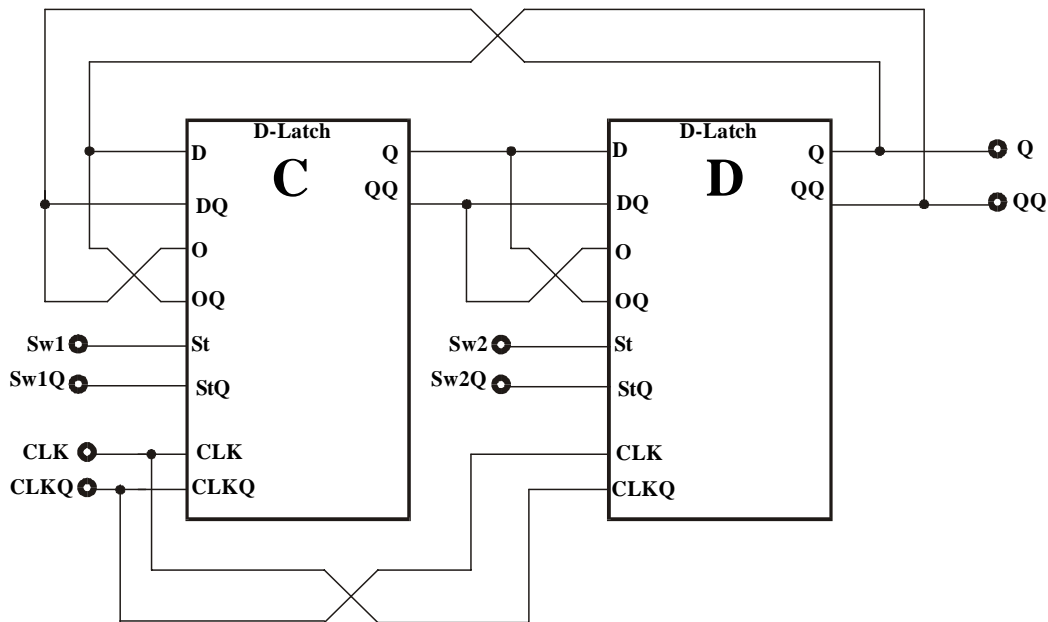 D-Latch
C
D
DQ
O
OQ
St
StQ
CLK
CLKQ
Q
QQ
Sw1
Sw1Q
CLK
CLKQ
D-Latch
D
D
DQ
O
OQ
St
StQ
CLK
CLKQ
Q
QQ
Sw2
Sw2Q
Q
QQ